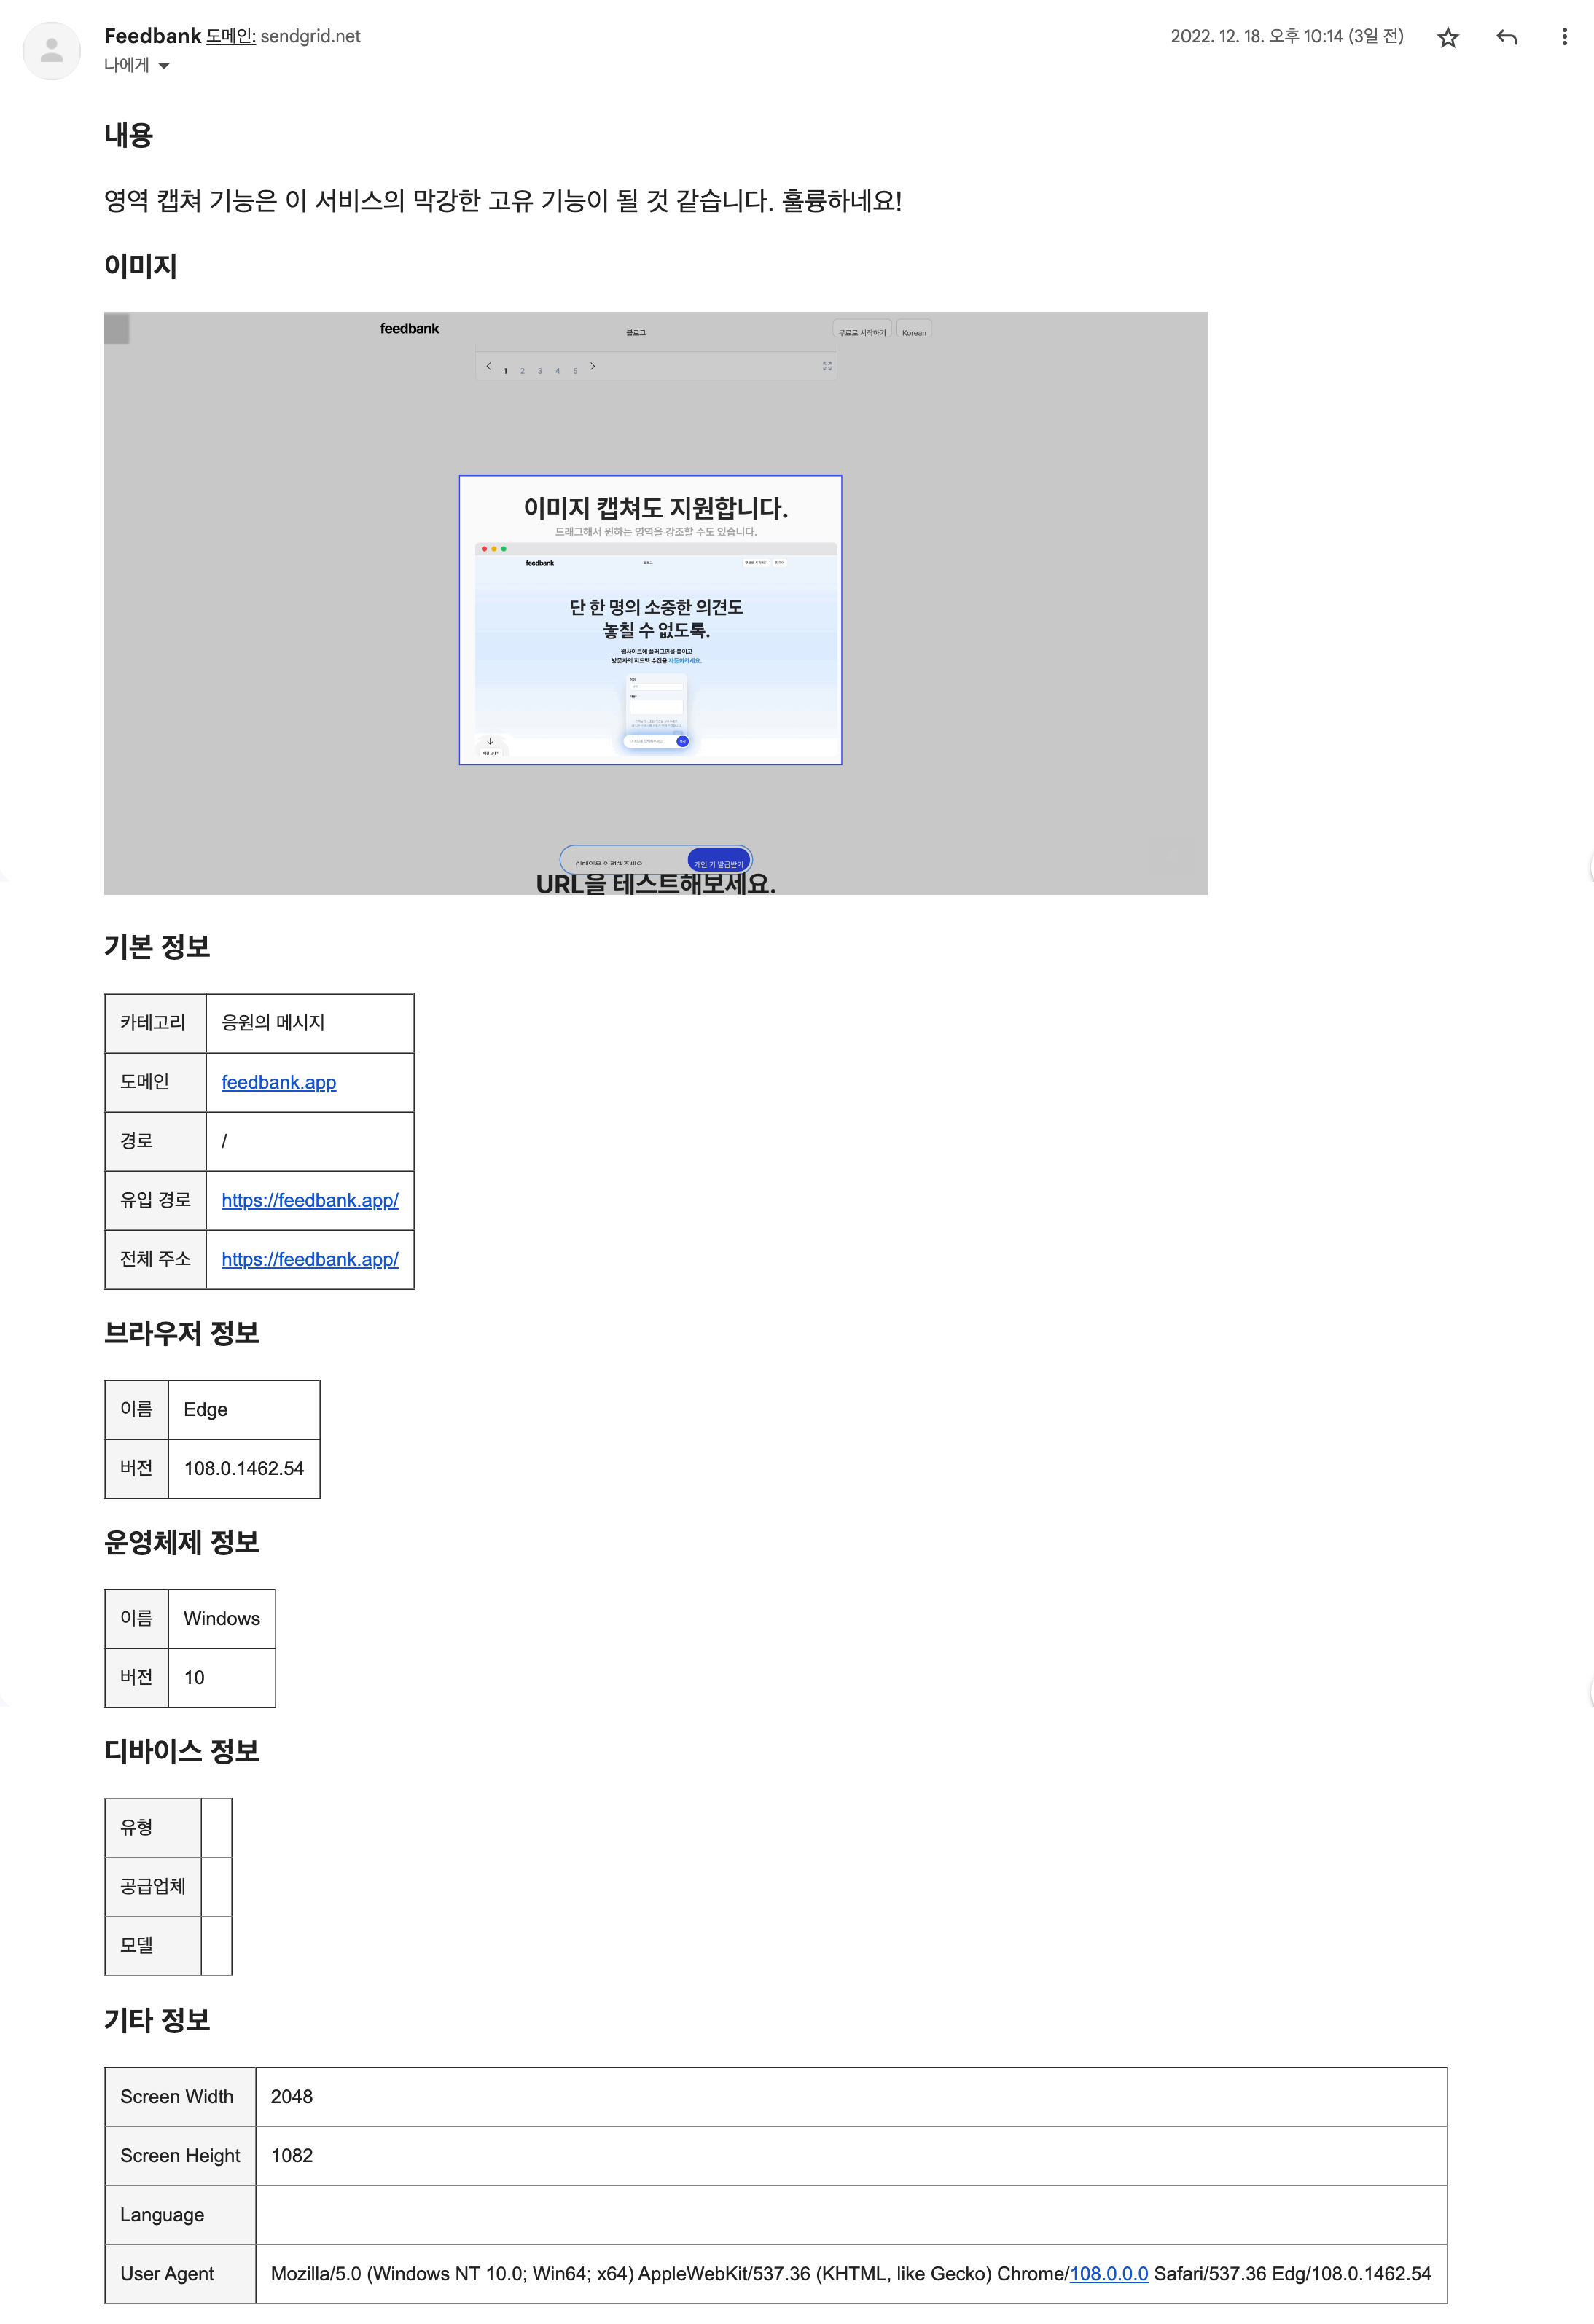 Feedbank 도메인: sendgrid.net
2022. 12. 18. 오후 10:14 (3일 전)
나에게
내용
영역 캡쳐 기능은 이 서비스의 막강한 고유 기능이 될 것 같습니다. 훌륭하네요!
이미지
feedbank
블로그
무료로 시작하기
Korean
1 2 3 4 5
이미지 캡쳐도 지원합니다.
드래그해서 원하는 영역을 강조할 수도 있습니다.
feedbank
단 한 명의 소중한 의견도
놓칠 수 없도록.
웹사이트에 플러그인을 붙이고
방문자의 피드백 수집을 자동화하세요.
개인 키 발급받기
URL을 테스트해보세요.
기본 정보
카테고리 응원의 메시지
도메인 feedbank.app
경로 /
유입 경로 https://feedbank.app/
전체 주소 https://feedbank.app/
브라우저 정보
이름 Edge
버전 108.0.1462.54
운영체제 정보
이름 Windows
버전 10
디바이스 정보
유형
공급업체
모델
기타 정보
Screen Width 2048
Screen Height 1082
Language
User Agent Mozilla/5.0 (Windows NT 10.0; Win64; x64) AppleWebKit/537.36 (KHTML, like Gecko) Chrome/108.0.0.0 Safari/537.36 Edg/108.0.1462.54